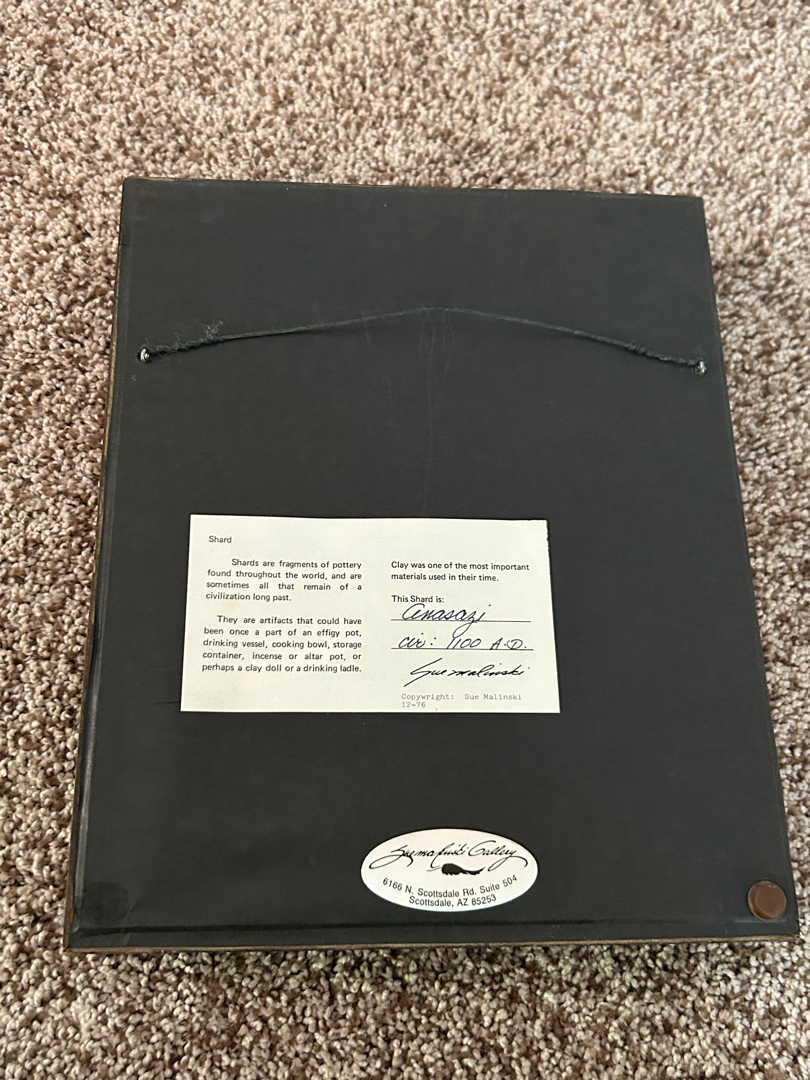 Shard
Shards are fragments of pottery
found throughout the world, and are
sometimes all that remain of a
civilization long past.
They are artifacts that could have
been once a part of an effigy pot,
drinking vessel, cooking bowl, storage
container, incense or altar pot, or
perhaps a clay doll or a drinking ladle.
Clay was one of the most important
materials used in their time.
This Shard is:
Anasazi
cir: 1100 A.D.
Sue Malinski
Copywright: Sue Malinski
12-76
Sue Malinski Gallery
6166 N. Scottsdale Rd. Suite 504
Scottsdale, AZ 85253